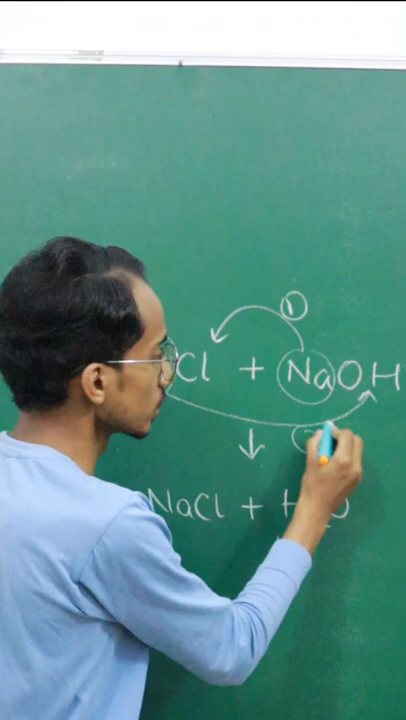 ①
Cl + NaOH
↓
NaCl +